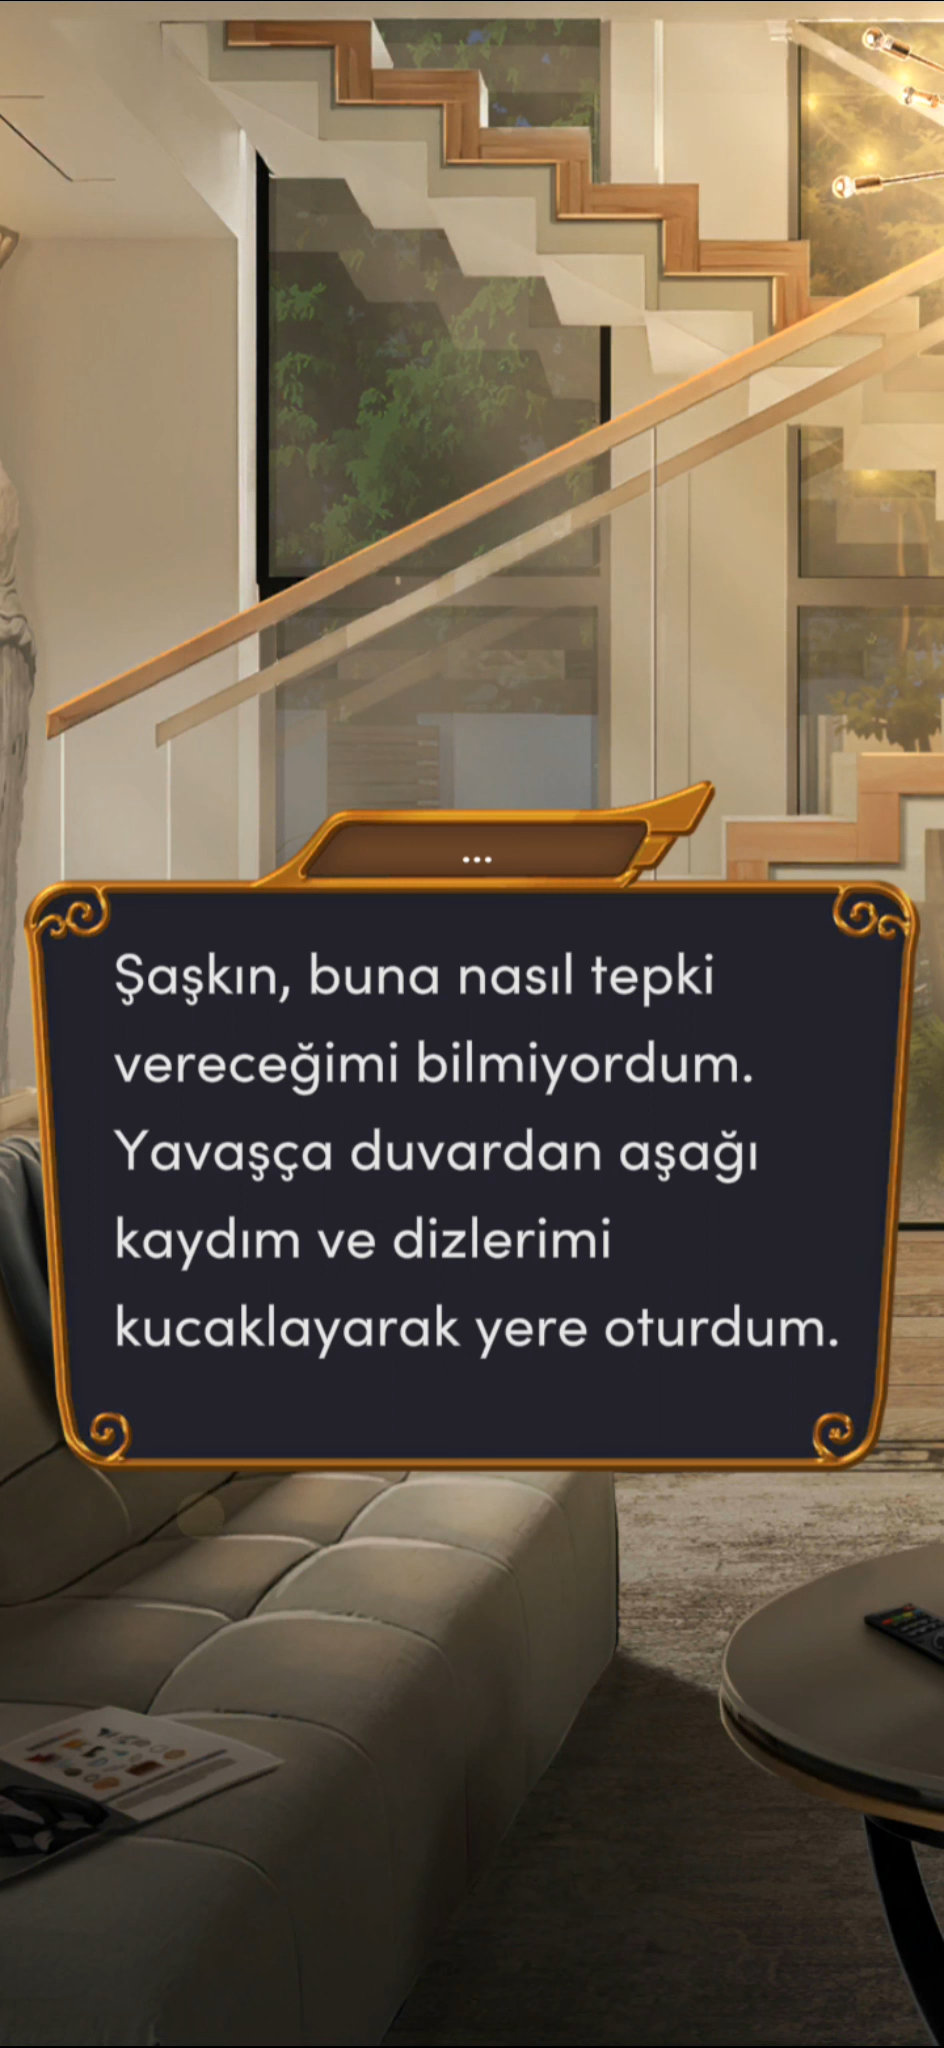 ...
Şaşkın, buna nasıl tepki
vereceğimi bilmiyordum.
Yavaşça duvardan aşağı
kaydım ve dizlerimi
kucaklayarak yere oturdum.